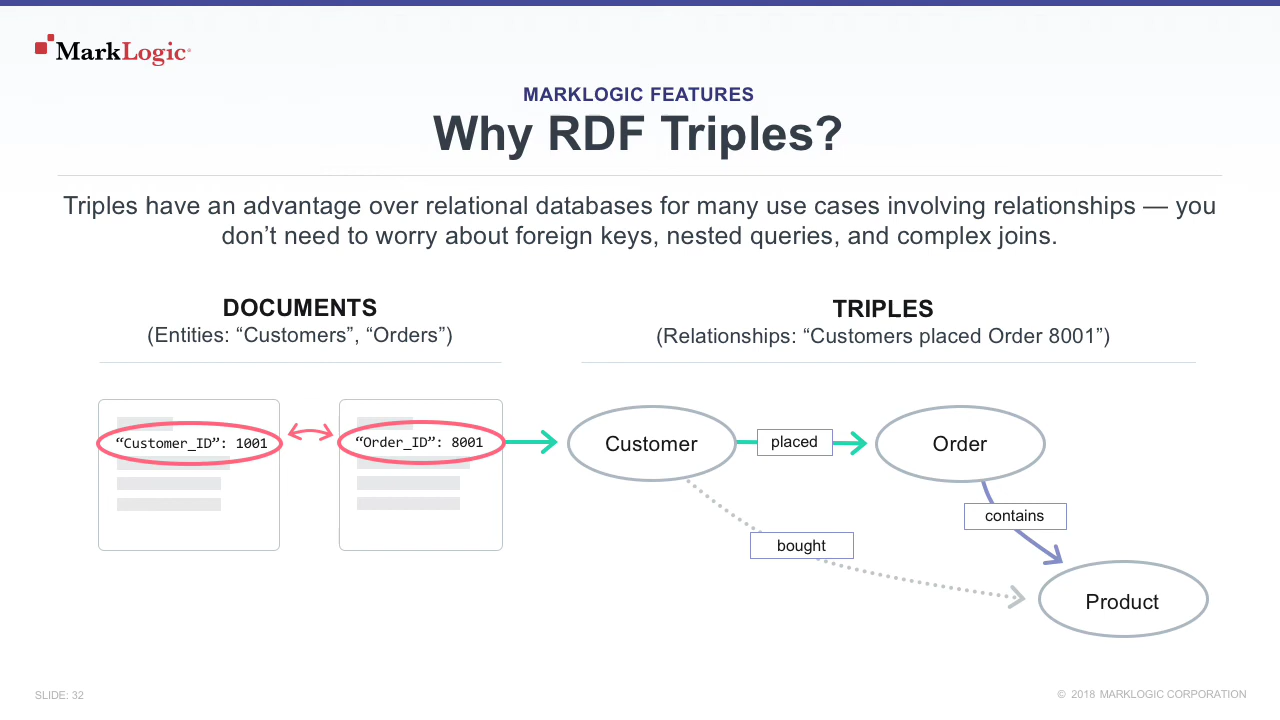 MarkLogic
MARKLOGIC FEATURES
Why RDF Triples?
Triples have an advantage over relational databases for many use cases involving relationships — you
don’t need to worry about foreign keys, nested queries, and complex joins.
DOCUMENTS
(Entities: “Customers”, “Orders”)
TRIPLES
(Relationships: “Customers placed Order 8001”)
“Customer_ID”: 1001
“Order_ID”: 8001
Customer
placed
Order
contains
bought
Product
SLIDE: 32
© 2018 MARKLOGIC CORPORATION